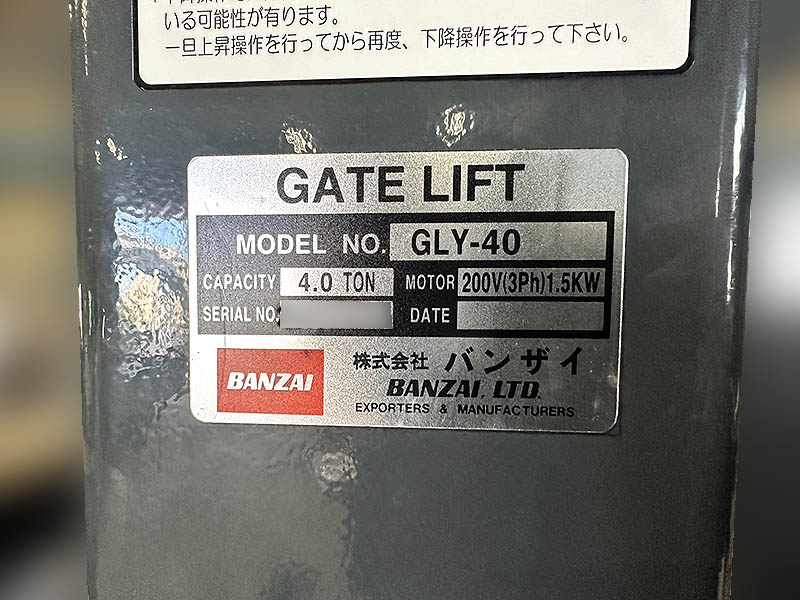 いる可能性が有ります。
一旦上昇操作を行ってから再度、下降操作を行って下さい。
GATE LIFT
MODEL NO. GLY-40
CAPACITY 4.0 TON MOTOR 200V(3Ph)1.5KW
SERIAL NO. DATE
BANZAI
株式会社 バンザイ
BANZAI, LTD.
EXPORTERS & MANUFACTURERS